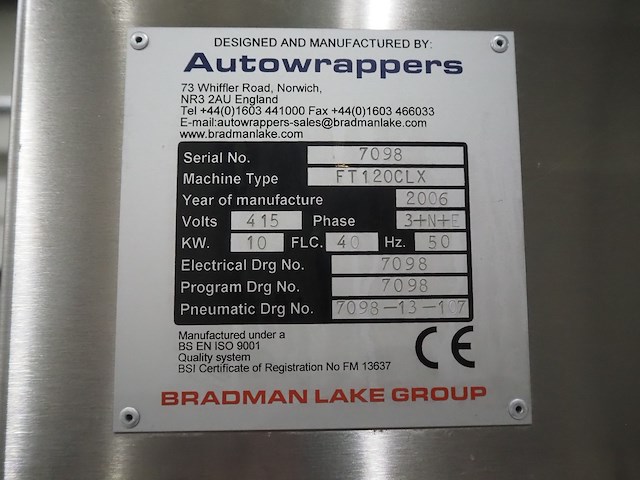 DESIGNED AND MANUFACTURED BY:
Autowrappers
73 Whiffler Road, Norwich,
NR3 2AU England
Tel +44(0)1603 441000 Fax +44(0)1603 466033
E-mail:autowrappers-sales@bradmanlake.com
www.bradmanlake.com
Serial No. 7098
Machine Type FT120CLX
Year of manufacture 2006
Volts 415 Phase 3+N+E
KW. 10 FLC. 40 Hz. 50
Electrical Drg No. 7098
Program Drg No. 7098
Pneumatic Drg No. 7098-13-107
Manufactured under a
BS EN ISO 9001
Quality system
BSI Certificate of Registration No FM 13637
CE
BRADMAN LAKE GROUP